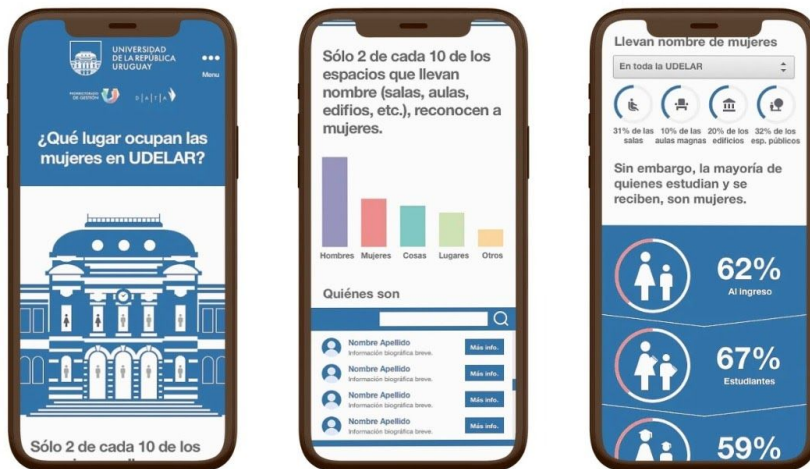 UNIVERSIDAD
DE LA REPÚBLICA
URUGUAY
Menu
SIATA
¿Qué lugar ocupan las
mujeres en UDELAR?
Sólo 2 de cada 10 de los
Sólo 2 de cada 10 de los
espacios que llevan
nombre (salas, aulas,
edifios, etc.), reconocen a
mujeres.
Hombres Mujeres Cosas Lugares Otros
Quiénes son
Nombre Apellido
Información biográfica breve.
Más info.
Nombre Apellido
Información biográfica breve.
Más info.
Nombre Apellido
Información biográfica breve.
Más info.
Nombre Apellido
Información biográfica breve.
Más info.
Llevan nombre de mujeres
En toda la UDELAR
31% de las
salas
10% de las
aulas magnas
20% de los
edificios
32% de los
esp. públicos
Sin embargo, la mayoría de
quienes estudian y se
reciben, son mujeres.
62%
Al ingreso
67%
Estudiantes
59%